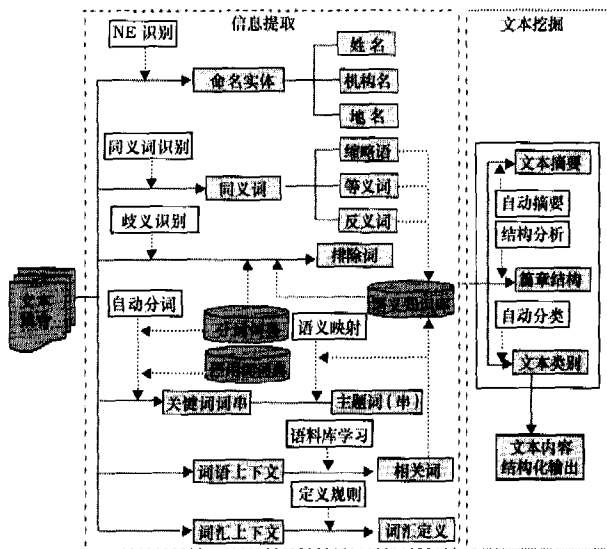 信息提取
文本挖掘
NE 识别
姓 名
命名实体
机构名
地 名
同义词识别
缩略语
同义词
等义词
反义词
歧义识别
排除词
文本摘要
自动摘要
结构分析
篇章结构
自动分类
文本类别
文本
自动分词
语义映射
关键词词串
主题词(串)
语料库学习
词语上下文
相关词
定义规则
词汇上下文
词汇定义
文本内容
结构化输出